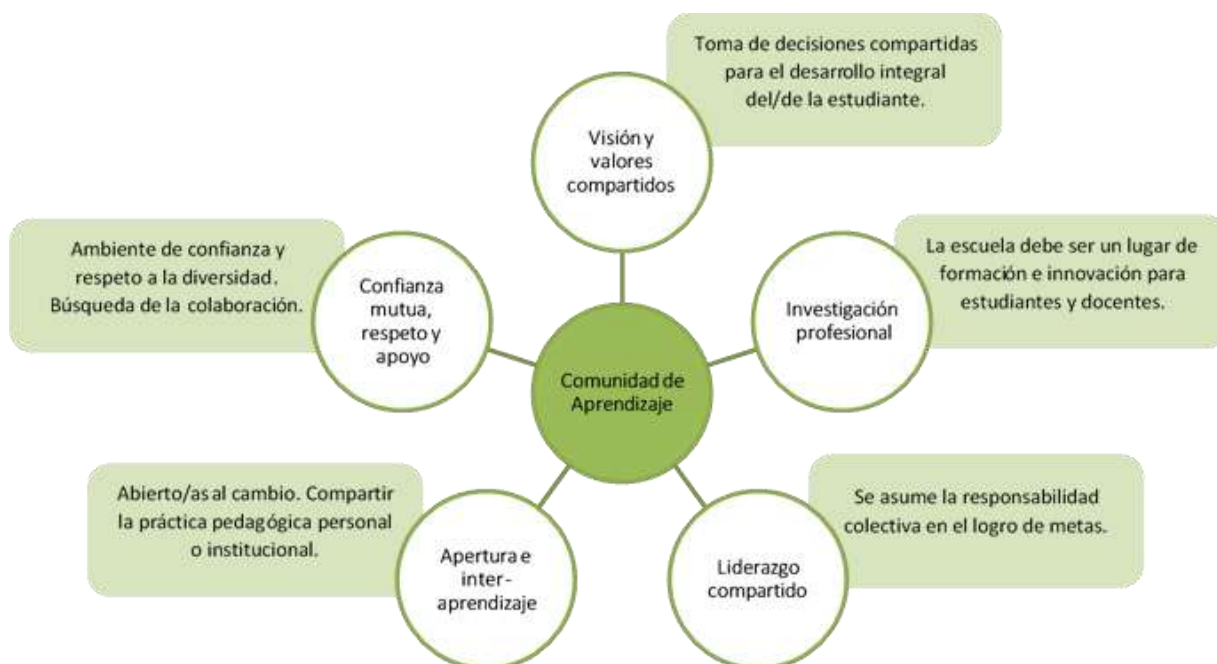 Toma de decisiones compartidas
para el desarrollo integral
del/de la estudiante.
Visión y
valores
compartidos
Ambiente de confianza y
respeto a la diversidad.
Búsqueda de la colaboración.
Confianza
mutua,
respeto y
apoyo
La escuela debe ser un lugar de
formación e innovación para
estudiantes y docentes.
Investigación
profesional
Comunidad de
Aprendizaje
Abierto/as al cambio. Compartir
la práctica pedagógica personal
o institucional.
Apertura e
inter-
aprendizaje
Se asume la responsabilidad
colectiva en el logro de metas.
Liderazgo
compartido